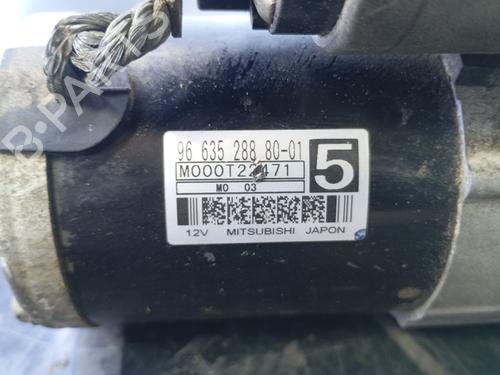 96 635 288 80-01
M000T22471
5
M0 03
12V MITSUBISHI JAPON
B-PARTS